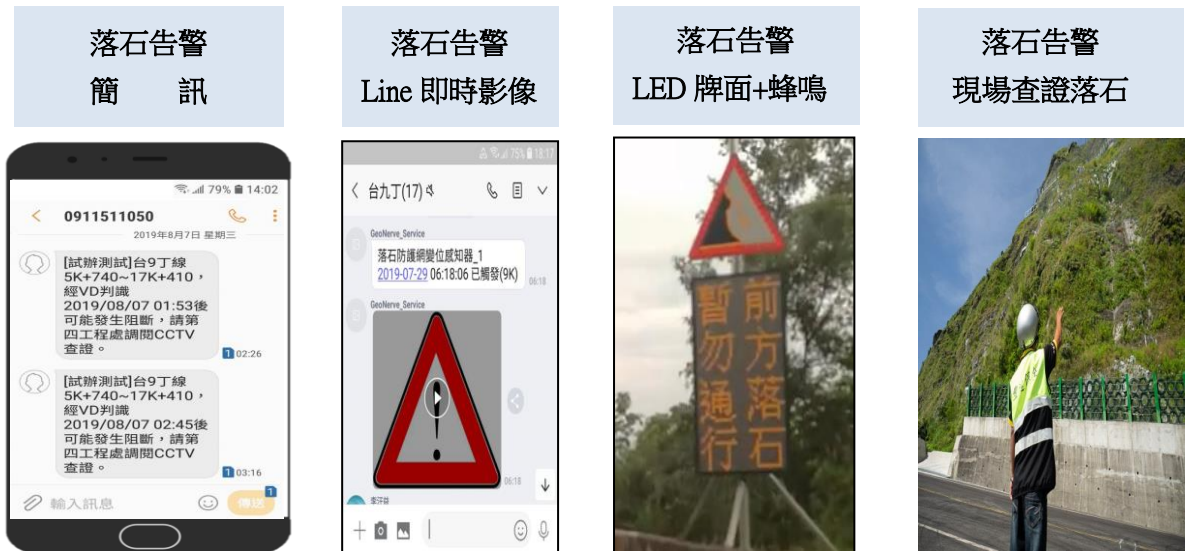 落石告警
簡 訊
落石告警
Line 即時影像
落石告警
LED 牌面+蜂鳴
落石告警
現場查證落石
79% 14:02
0911511050
2019年8月7日 星期三
[試辦測試]台9丁線
5K+740~17K+410，
經VD判識
2019/08/07 01:53後
可能發生阻斷，請第
四工程處調閱CCTV
查證。
1 02:26
[試辦測試]台9丁線
5K+740~17K+410，
經VD判識
2019/08/07 02:45後
可能發生阻斷，請第
四工程處調閱CCTV
查證。
1 03:16
輸入訊息
傳送
1
75% 18:17
台九丁(17)
GeoNerve_Service
落石防護網變位感知器_1
2019-07-29 06:18:06 已觸發(9K)
06:18
GeoNerve_Service
06:18
前方落石
暫勿通行